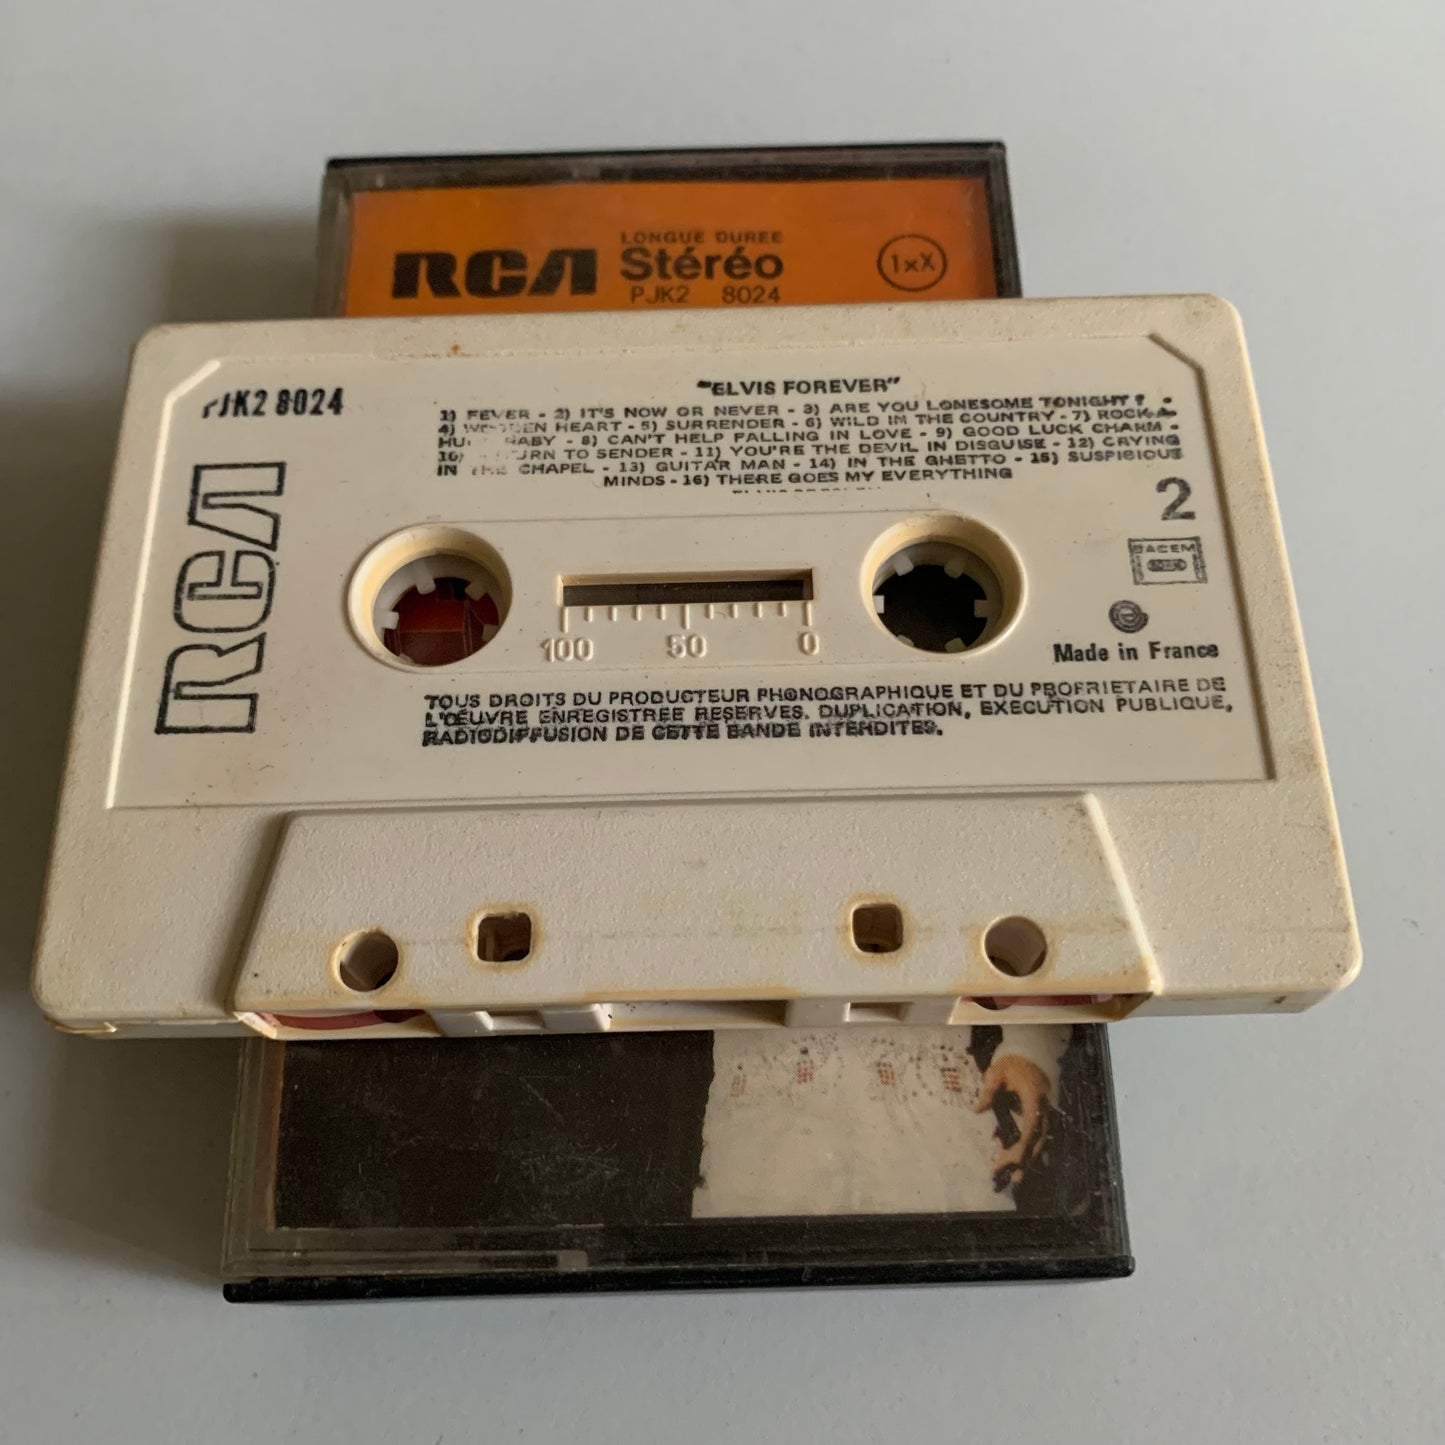 RCA
LONGUE DUREE
Stéréo
PJK2 8024
1xX
PJK2 8024
"ELVIS FOREVER"
1) FEVER - 2) IT'S NOW OR NEVER - 3) ARE YOU LONESOME TONIGHT ? -
4) HEART - 5) SURRENDER - 6) WILD IN THE COUNTRY - 7) ROCK-A-
HU BABY - 8) CAN'T HELP FALLING IN LOVE - 9) GOOD LUCK CHARM -
10) TO SENDER - 11) YOU'RE THE DEVIL IN DISGUISE - 12) CRYING
IN THE CHAPEL - 13) GUITAR MAN - 14) IN THE GHETTO - 15) SUSPICIOUS
MINDS - 16) THERE GOES MY EVERYTHING
2
SACEM
RCA
100 50 0
Made in France
TOUS DROITS DU PRODUCTEUR PHONOGRAPHIQUE ET DU PROPRIETAIRE DE
L'ŒUVRE ENREGISTREE RESERVES. DUPLICATION, EXECUTION PUBLIQUE,
RADIODIFFUSION DE CETTE BANDE INTERDITES.